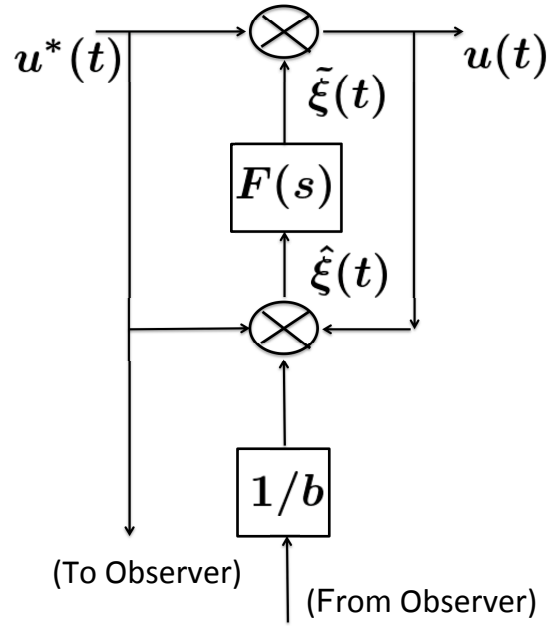 u*(t)
u(t)
ξ̃(t)
F(s)
ξ̂(t)
1/b
(To Observer)
(From Observer)